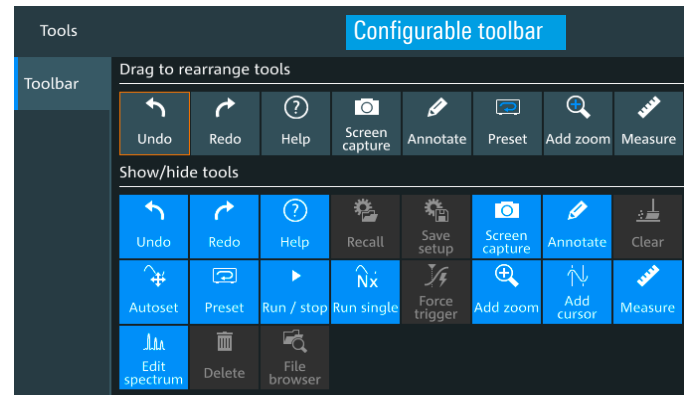 Tools
Configurable toolbar
Toolbar
Drag to rearrange tools
Undo Redo ? Help Screen capture Annotate Preset Add zoom Measure
Show/hide tools
Undo Redo ? Help Recall Save setup Screen capture Annotate Clear
Autoset Preset Run / stop Nx Run single Force trigger Add zoom Add cursor Measure
Edit spectrum Delete File browser